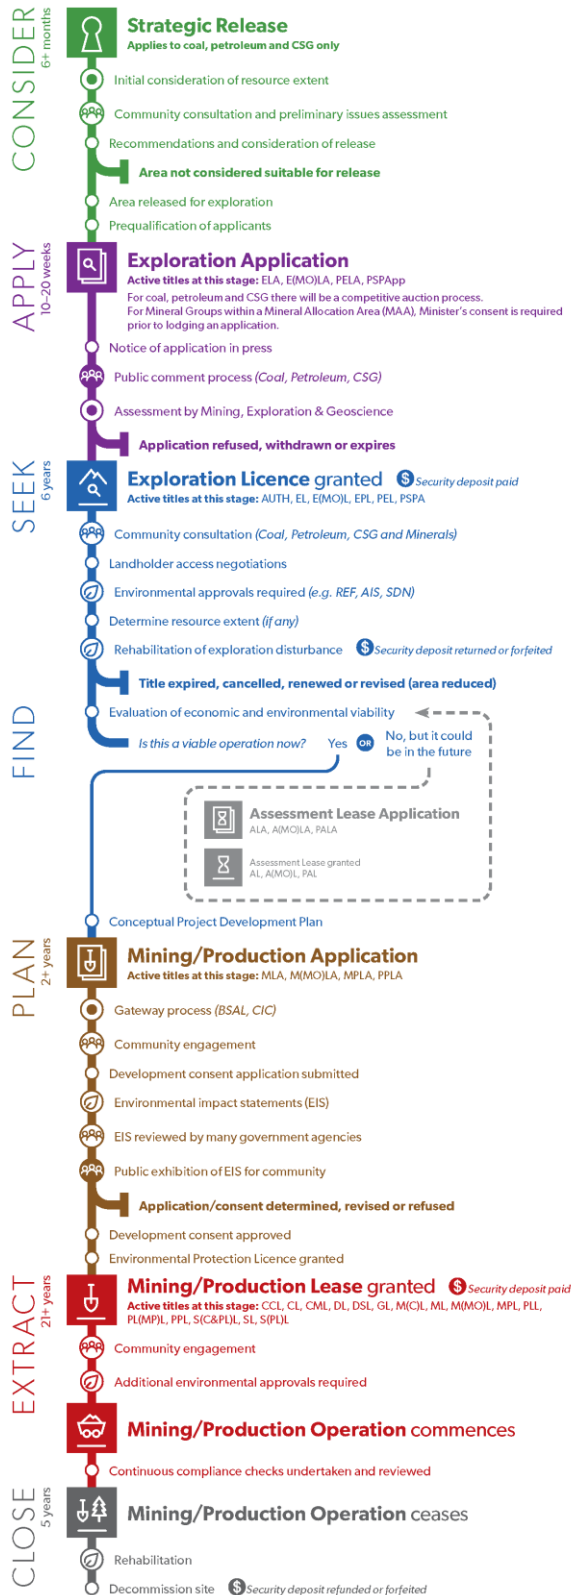 CONSIDER
6+ months
Strategic Release
Applies to coal, petroleum and CSG only
Initial consideration of resource extent
Community consultation and preliminary issues assessment
Recommendations and consideration of release
Area not considered suitable for release
Area released for exploration
Prequalification of applicants
APPLY
10–20 weeks
Exploration Application
Active titles at this stage: ELA, E(MO)LA, PELA, PSPApp
For coal, petroleum and CSG there will be a competitive auction process.
For Mineral Groups within a Mineral Allocation Area (MAA), Minister's consent is required
prior to lodging an application.
Notice of application in press
Public comment process (Coal, Petroleum, CSG)
Assessment by Mining, Exploration & Geoscience
Application refused, withdrawn or expires
SEEK
6 years
Exploration Licence granted $ Security deposit paid
Active titles at this stage: AUTH, EL, E(MO)L, EPL, PEL, PSPA
Community consultation (Coal, Petroleum, CSG and Minerals)
Landholder access negotiations
Environmental approvals required (e.g. REF, AIS, SDN)
Determine resource extent (if any)
Rehabilitation of exploration disturbance $ Security deposit returned or forfeited
Title expired, cancelled, renewed or revised (area reduced)
FIND
Evaluation of economic and environmental viability
Is this a viable operation now? Yes OR No, but it could
be in the future
Assessment Lease Application
ALA, A(MO)LA, PALA
Assessment Lease granted
AL, A(MO)L, PAL
Conceptual Project Development Plan
PLAN
2+ years
Mining/Production Application
Active titles at this stage: MLA, M(MO)LA, MPLA, PPLA
Gateway process (BSAL, CIC)
Community engagement
Development consent application submitted
Environmental impact statements (EIS)
EIS reviewed by many government agencies
Public exhibition of EIS for community
Application/consent determined, revised or refused
Development consent approved
Environmental Protection Licence granted
EXTRACT
21+ years
Mining/Production Lease granted $ Security deposit paid
Active titles at this stage: CCL, CL, CML, DL, DSL, GL, M(C)L, ML, M(MO)L, MPL, PLL,
PL(MP)L, PPL, S(C&PL)L, SL, S(PL)L
Community engagement
Additional environmental approvals required
Mining/Production Operation commences
Continuous compliance checks undertaken and reviewed
CLOSE
5 years
Mining/Production Operation ceases
Rehabilitation
Decommission site $ Security deposit refunded or forfeited